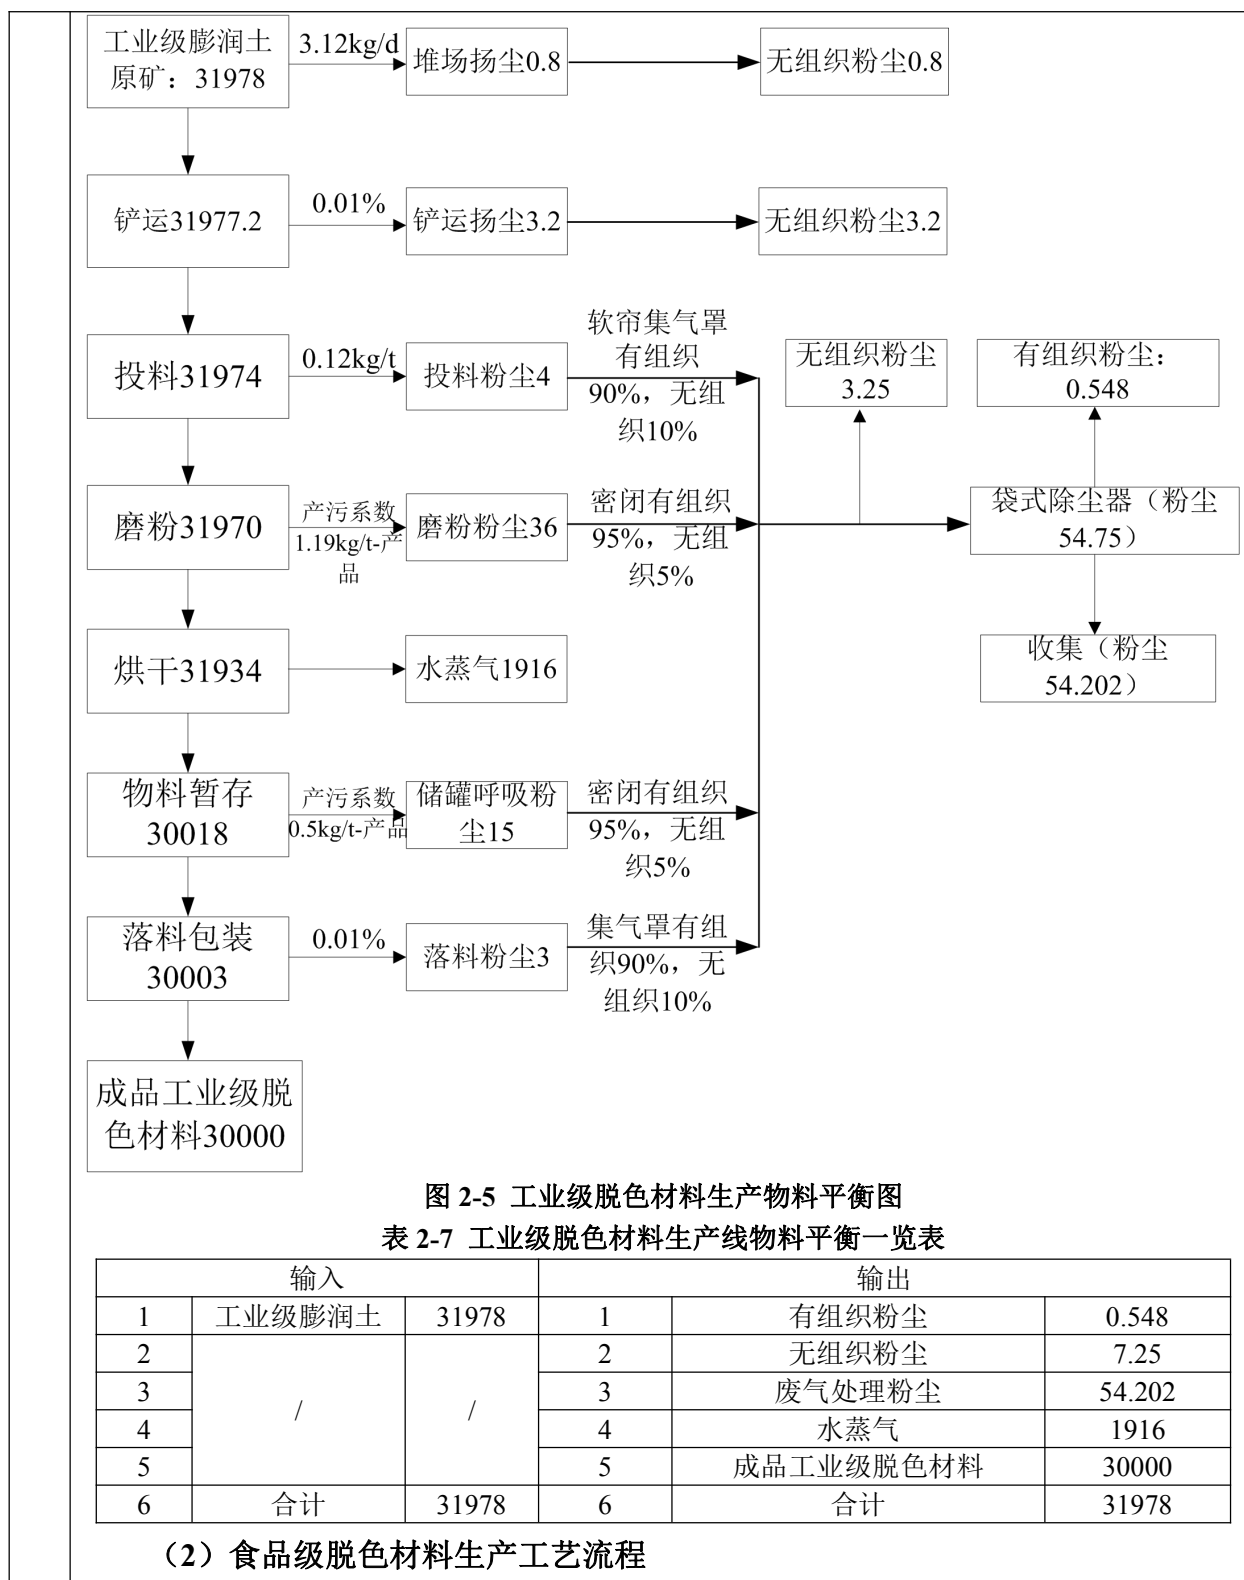 工业级膨润土
原矿：31978
3.12kg/d
堆场扬尘0.8
无组织粉尘0.8
铲运31977.2
0.01%
铲运扬尘3.2
无组织粉尘3.2
投料31974
0.12kg/t
投料粉尘4
软帘集气罩
有组织
90%，无组
织10%
无组织粉尘
3.25
有组织粉尘：
0.548
磨粉31970
产污系数
1.19kg/t-产
品
磨粉粉尘36
密闭有组织
95%，无组
织5%
袋式除尘器（粉尘
54.75）
烘干31934
水蒸气1916
收集（粉尘
54.202）
物料暂存
30018
产污系数
0.5kg/t-产品
储罐呼吸粉
尘15
密闭有组织
95%，无组
织5%
落料包装
30003
0.01%
落料粉尘3
集气罩有组
织90%，无
组织10%
成品工业级脱
色材料30000
图 2-5 工业级脱色材料生产物料平衡图
表 2-7 工业级脱色材料生产线物料平衡一览表
输入 输出
1 工业级膨润土 31978 1 有组织粉尘 0.548
2 2 无组织粉尘 7.25
3 3 废气处理粉尘 54.202
/ /
4 4 水蒸气 1916
5 5 成品工业级脱色材料 30000
6 合计 31978 6 合计 31978
（2）食品级脱色材料生产工艺流程